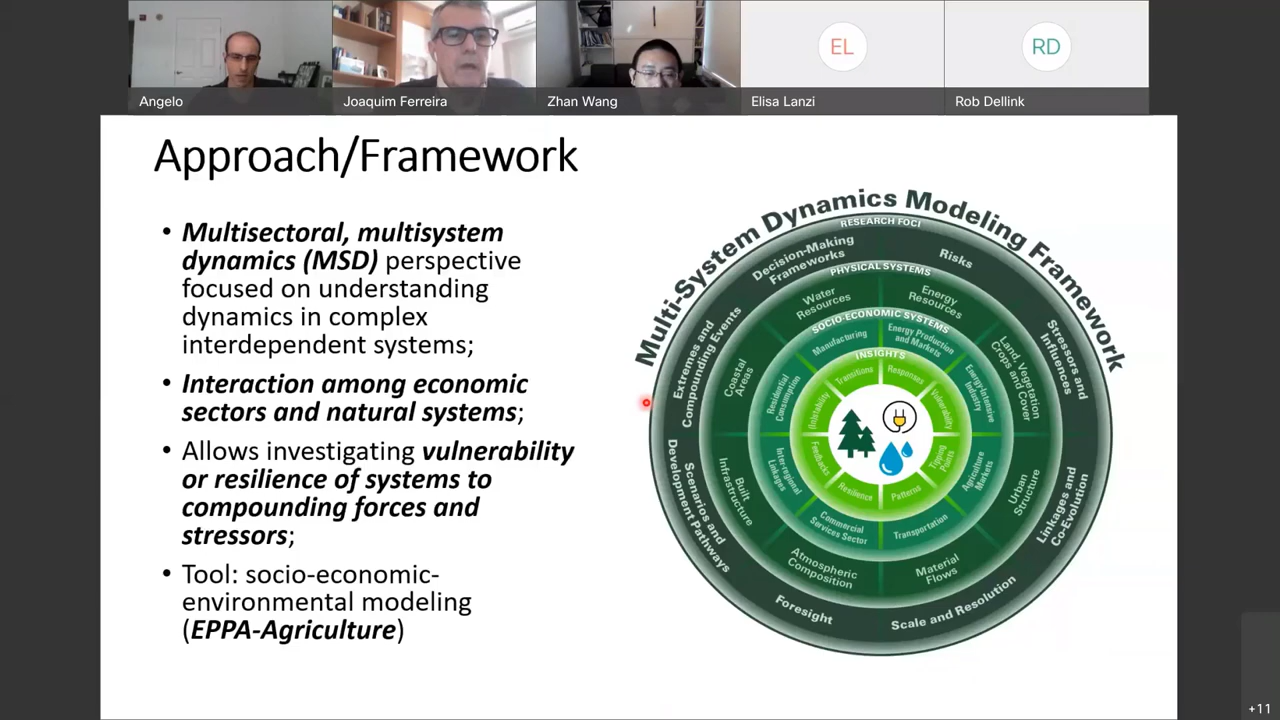 EL
RD
Angelo
Joaquim Ferreira
Zhan Wang
Elisa Lanzi
Rob Dellink
Approach/Framework
• Multisectoral, multisystem
dynamics (MSD) perspective
focused on understanding
dynamics in complex
interdependent systems;
• Interaction among economic
sectors and natural systems;
• Allows investigating vulnerability
or resilience of systems to
compounding forces and
stressors;
• Tool: socio-economic-
environmental modeling
(EPPA-Agriculture)
Multi-System Dynamics Modeling Framework
RESEARCH FOCI
Decision-Making
Frameworks
Risks
Stressors and
Influences
Linkages and
Co-Evolution
Scale and Resolution
Foresight
Scenarios and
Development Pathways
Extremes and
Compounding Events
PHYSICAL SYSTEMS
Water
Resources
Energy
Resources
Land, Vegetation
Crops and Cover
Urban
Structure
Material
Flows
Atmospheric
Composition
Built
Infrastructure
Coastal
Areas
SOCIO-ECONOMIC SYSTEMS
Manufacturing
Energy Production
and Markets
Energy-Intensive
Industry
Agriculture
Markets
Transportation
Commercial
Services Sector
Inter-regional
Linkages
Residential
Consumption
INSIGHTS
Transitions
Responses
Vulnerability
Tipping
Points
Patterns
Resilience
Feedbacks
(In)stability
+11